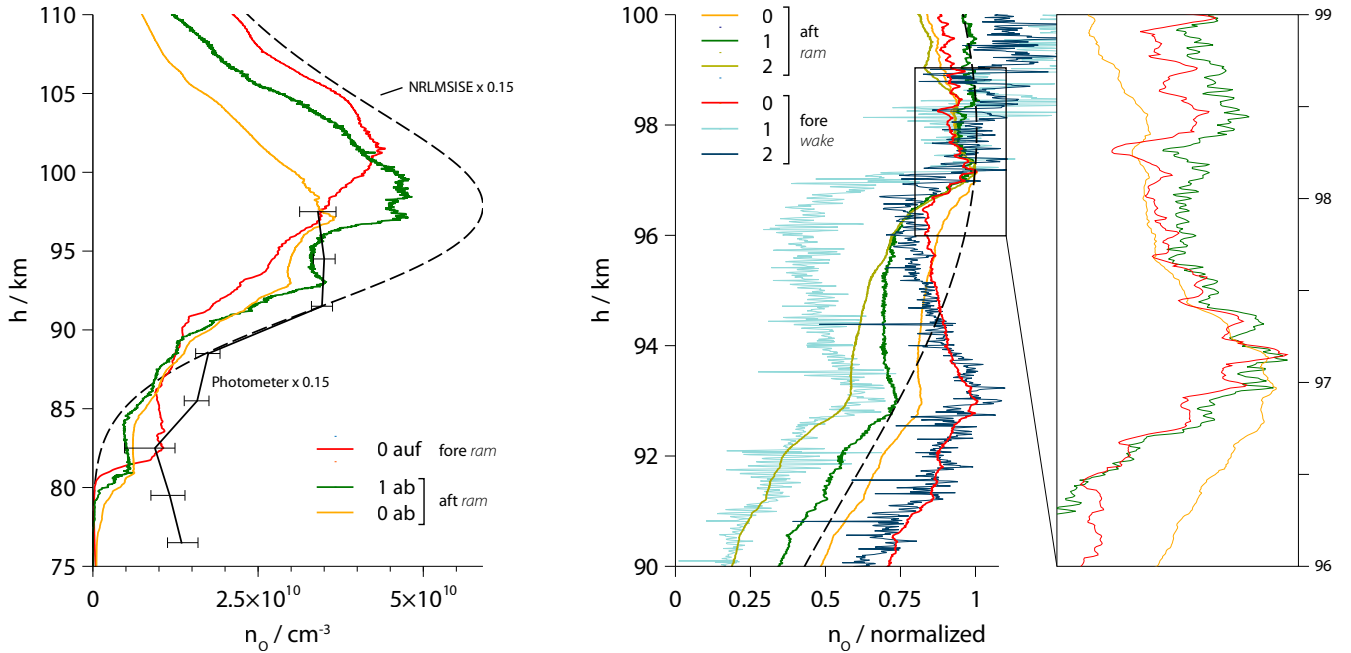 110
105
100
95
90
85
80
75
h / km
0
2.5×10¹⁰
5×10¹⁰
n_O / cm⁻³
NRLMSISE x 0.15
Photometer x 0.15
0 auf fore ram
1 ab
0 ab
aft ram
100
98
96
94
92
90
h / km
0
0.25
0.5
0.75
1
n_O / normalized
0
1
2
aft
ram
0
1
2
fore
wake
99
98
97
96